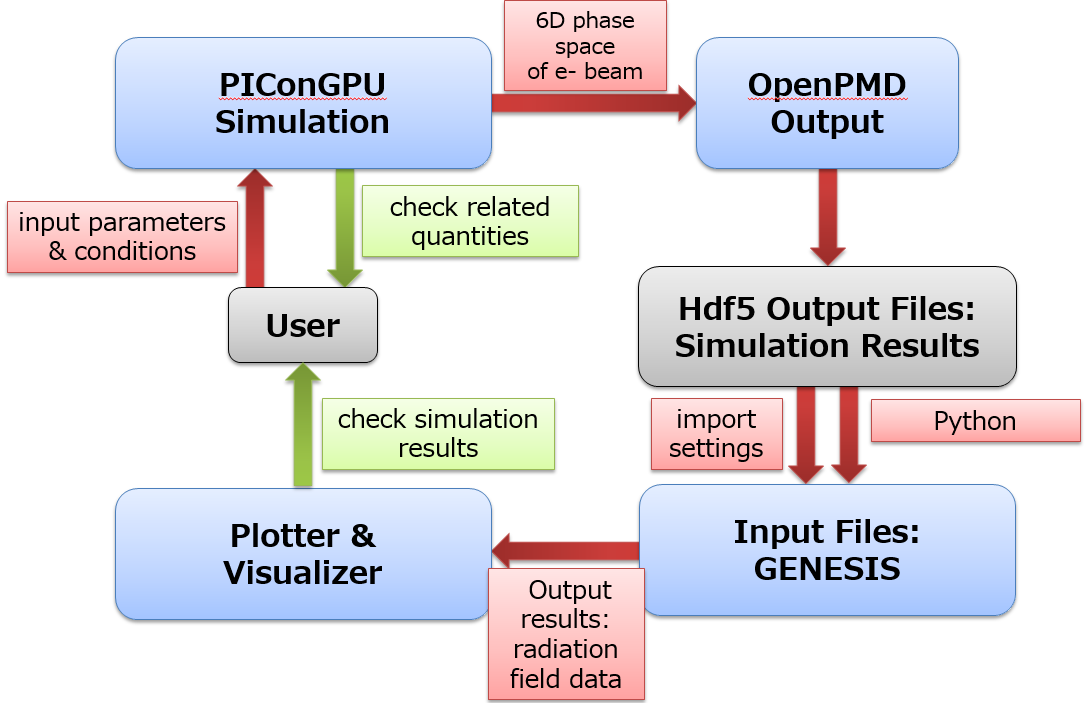 6D phase
space
of e- beam
PIConGPU
Simulation
OpenPMD
Output
input parameters
& conditions
check related
quantities
User
Hdf5 Output Files:
Simulation Results
check simulation
results
import
settings
Python
Plotter &
Visualizer
Input Files:
GENESIS
Output
results:
radiation
field data